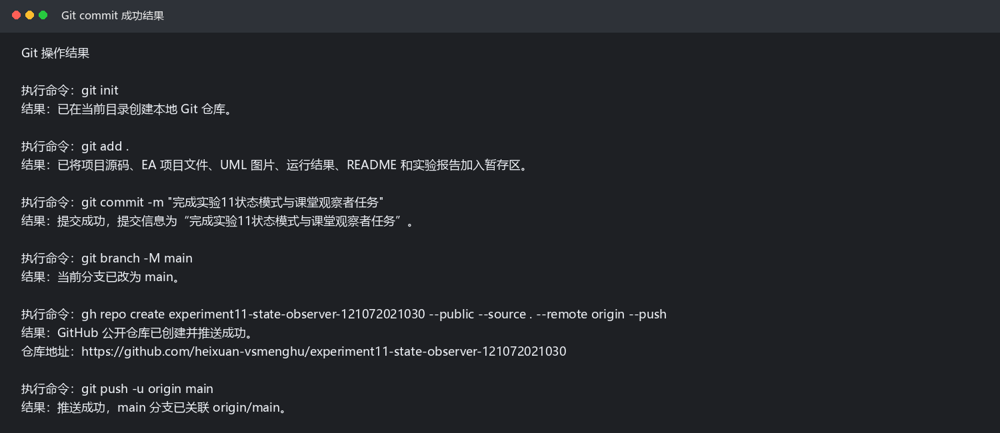 Git commit 成功结果
Git 操作结果
执行命令：git init
结果：已在当前目录创建本地 Git 仓库。
执行命令：git add .
结果：已将项目源码、EA 项目文件、UML 图片、运行结果、README 和实验报告加入暂存区。
执行命令：git commit -m "完成实验11状态模式与课堂观察者任务"
结果：提交成功，提交信息为“完成实验11状态模式与课堂观察者任务”。
执行命令：git branch -M main
结果：当前分支已改为 main。
执行命令：gh repo create experiment11-state-observer-121072021030 --public --source . --remote origin --push
结果：GitHub 公开仓库已创建并推送成功。
仓库地址：https://github.com/heixuan-vsmenghu/experiment11-state-observer-121072021030
执行命令：git push -u origin main
结果：推送成功，main 分支已关联 origin/main。